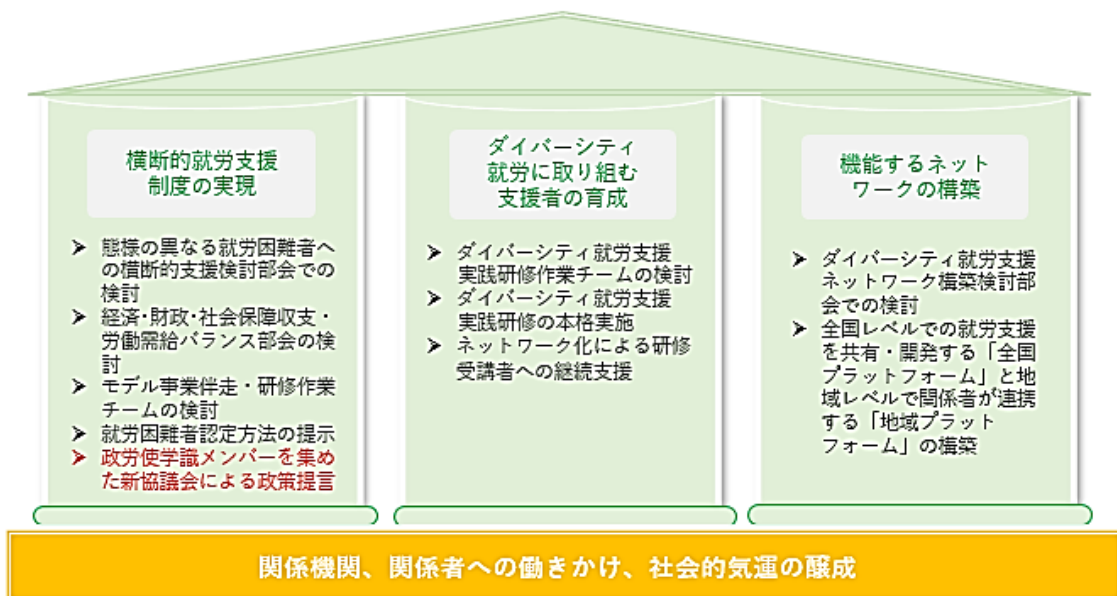 横断的就労支援
制度の実現
➤ 態様の異なる就労困難者へ
の横断的支援検討部会での
検討
➤ 経済･財政･社会保障収支・
労働需給バランス部会の検
討
➤ モデル事業伴走・研修作業
チームの検討
➤ 就労困難者認定方法の提示
➤ 政労使学識メンバーを集め
た新協議会による政策提言
ダイバーシティ
就労に取り組む
支援者の育成
➤ ダイバーシティ就労支援
実践研修作業チームの検討
➤ ダイバーシティ就労支援
実践研修の本格実施
➤ ネットワーク化による研修
受講者への継続支援
機能するネット
ワークの構築
➤ ダイバーシティ就労支援
ネットワーク構築検討部
会での検討
➤ 全国レベルでの就労支援
を共有・開発する「全国
プラットフォーム」と地
域レベルで関係者が連携
する「地域プラット
フォーム」の構築
関係機関、関係者への働きかけ、社会的気運の醸成